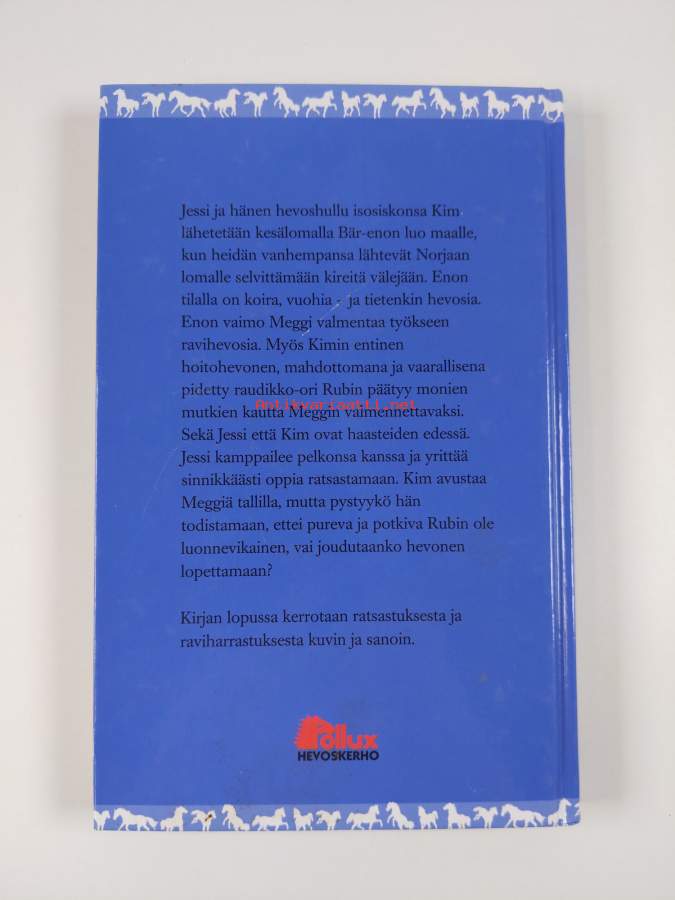 Jessi ja hänen hevoshullu isosiskonsa Kim
lähetetään kesälomalla Bär-enon luo maalle,
kun heidän vanhempansa lähtevät Norjaan
lomalle selvittämään kireitä välejään. Enon
tilalla on koira, vuohia - ja tietenkin hevosia.
Enon vaimo Meggi valmentaa työkseen
ravihevosia. Myös Kimin entinen
hoitohevonen, mahdottomana ja vaarallisena
pidetty raudikko-ori Rubin päätyy monien
Antikvariaatti.net
mutkien kautta Meggin valmennettavaksi.
Sekä Jessi että Kim ovat haasteiden edessä.
Jessi kamppailee pelkonsa kanssa ja yrittää
sinnikkäästi oppia ratsastamaan. Kim avustaa
Meggiä tallilla, mutta pystyykö hän
todistamaan, ettei pureva ja potkiva Rubin ole
luonnevikainen, vai joudutaanko hevonen
lopettamaan?
Kirjan lopussa kerrotaan ratsastuksesta ja
raviharrastuksesta kuvin ja sanoin.
Pollux
HEVOSKERHO